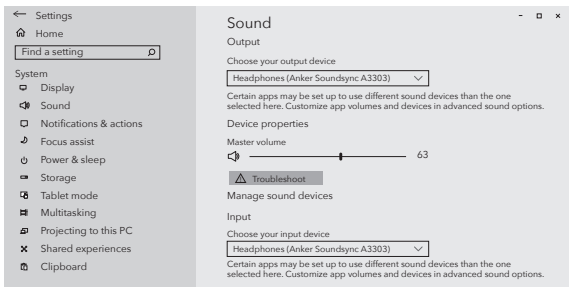 Settings
Home
Find a setting
System
Display
Sound
Notifications & actions
Focus assist
Power & sleep
Storage
Tablet mode
Multitasking
Projecting to this PC
Shared experiences
Clipboard
Sound
Output
Choose your output device
Headphones (Anker Soundsync A3303)
Certain apps may be set up to use different sound devices than the one
selected here. Customize app volumes and devices in advanced sound options.
Device properties
Master volume
63
Troubleshoot
Manage sound devices
Input
Choose your input device
Headphones (Anker Soundsync A3303)
Certain apps may be set up to use different sound devices than the one
selected here. Customize app volumes and devices in advanced sound options.